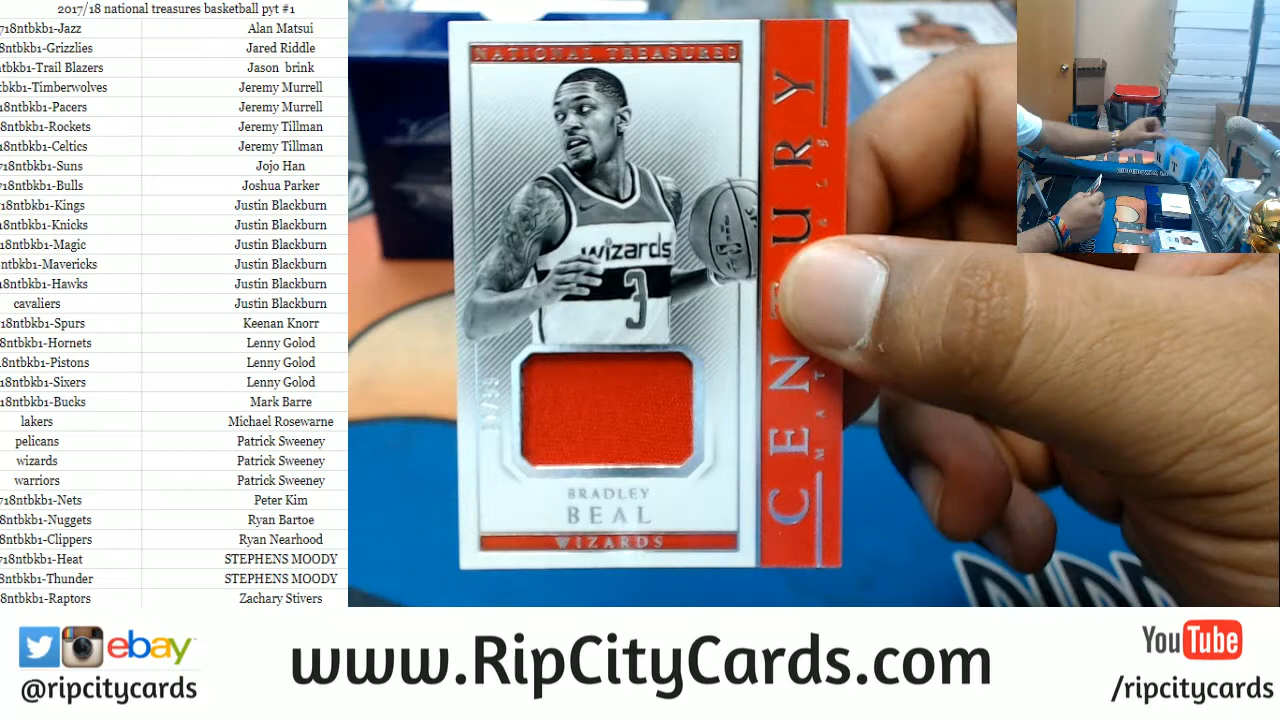 2017/18 national treasures basketball pyt #1
718ntbkb1-Jazz Alan Matsui
18ntbkb1-Grizzlies Jared Riddle
ntbkb1-Trail Blazers Jason brink
tbkb1-Timberwolves Jeremy Murrell
18ntbkb1-Pacers Jeremy Murrell
8ntbkb1-Rockets Jeremy Tillman
18ntbkb1-Celtics Jeremy Tillman
718ntbkb1-Suns Jojo Han
718ntbkb1-Bulls Joshua Parker
18ntbkb1-Kings Justin Blackburn
8ntbkb1-Knicks Justin Blackburn
18ntbkb1-Magic Justin Blackburn
ntbkb1-Mavericks Justin Blackburn
18ntbkb1-Hawks Justin Blackburn
cavaliers Justin Blackburn
18ntbkb1-Spurs Keenan Knorr
8ntbkb1-Hornets Lenny Golod
18ntbkb1-Pistons Lenny Golod
18ntbkb1-Sixers Lenny Golod
18ntbkb1-Bucks Mark Barre
lakers Michael Rosewarne
pelicans Patrick Sweeney
wizards Patrick Sweeney
warriors Patrick Sweeney
718ntbkb1-Nets Peter Kim
8ntbkb1-Nuggets Ryan Bartoe
8ntbkb1-Clippers Ryan Nearhood
718ntbkb1-Heat STEPHENS MOODY
8ntbkb1-Thunder STEPHENS MOODY
8ntbkb1-Raptors Zachary Stivers
NATIONAL TREASURES
wizards
3
BRADLEY
BEAL
WIZARDS
CENTURY
ebay
@ripcitycards
www.RipCityCards.com
YouTube
/ripcitycards